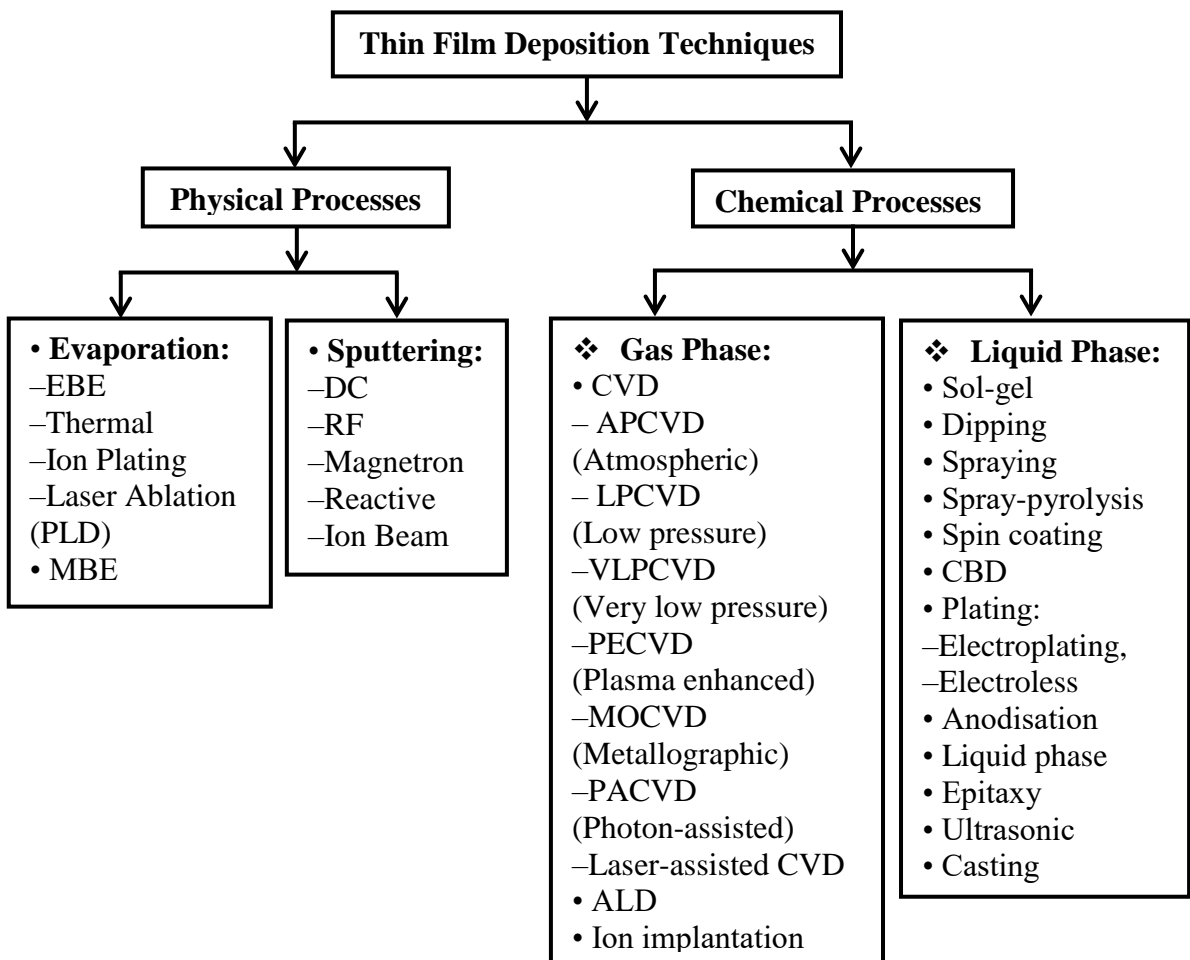 Thin Film Deposition Techniques
Physical Processes
Chemical Processes
• Evaporation:
–EBE
–Thermal
–Ion Plating
–Laser Ablation
(PLD)
• MBE
• Sputtering:
–DC
–RF
–Magnetron
–Reactive
–Ion Beam
❖ Gas Phase:
• CVD
– APCVD
(Atmospheric)
– LPCVD
(Low pressure)
–VLPCVD
(Very low pressure)
–PECVD
(Plasma enhanced)
–MOCVD
(Metallographic)
–PACVD
(Photon-assisted)
–Laser-assisted CVD
• ALD
• Ion implantation
❖ Liquid Phase:
• Sol-gel
• Dipping
• Spraying
• Spray-pyrolysis
• Spin coating
• CBD
• Plating:
–Electroplating,
–Electroless
• Anodisation
• Liquid phase
• Epitaxy
• Ultrasonic
• Casting